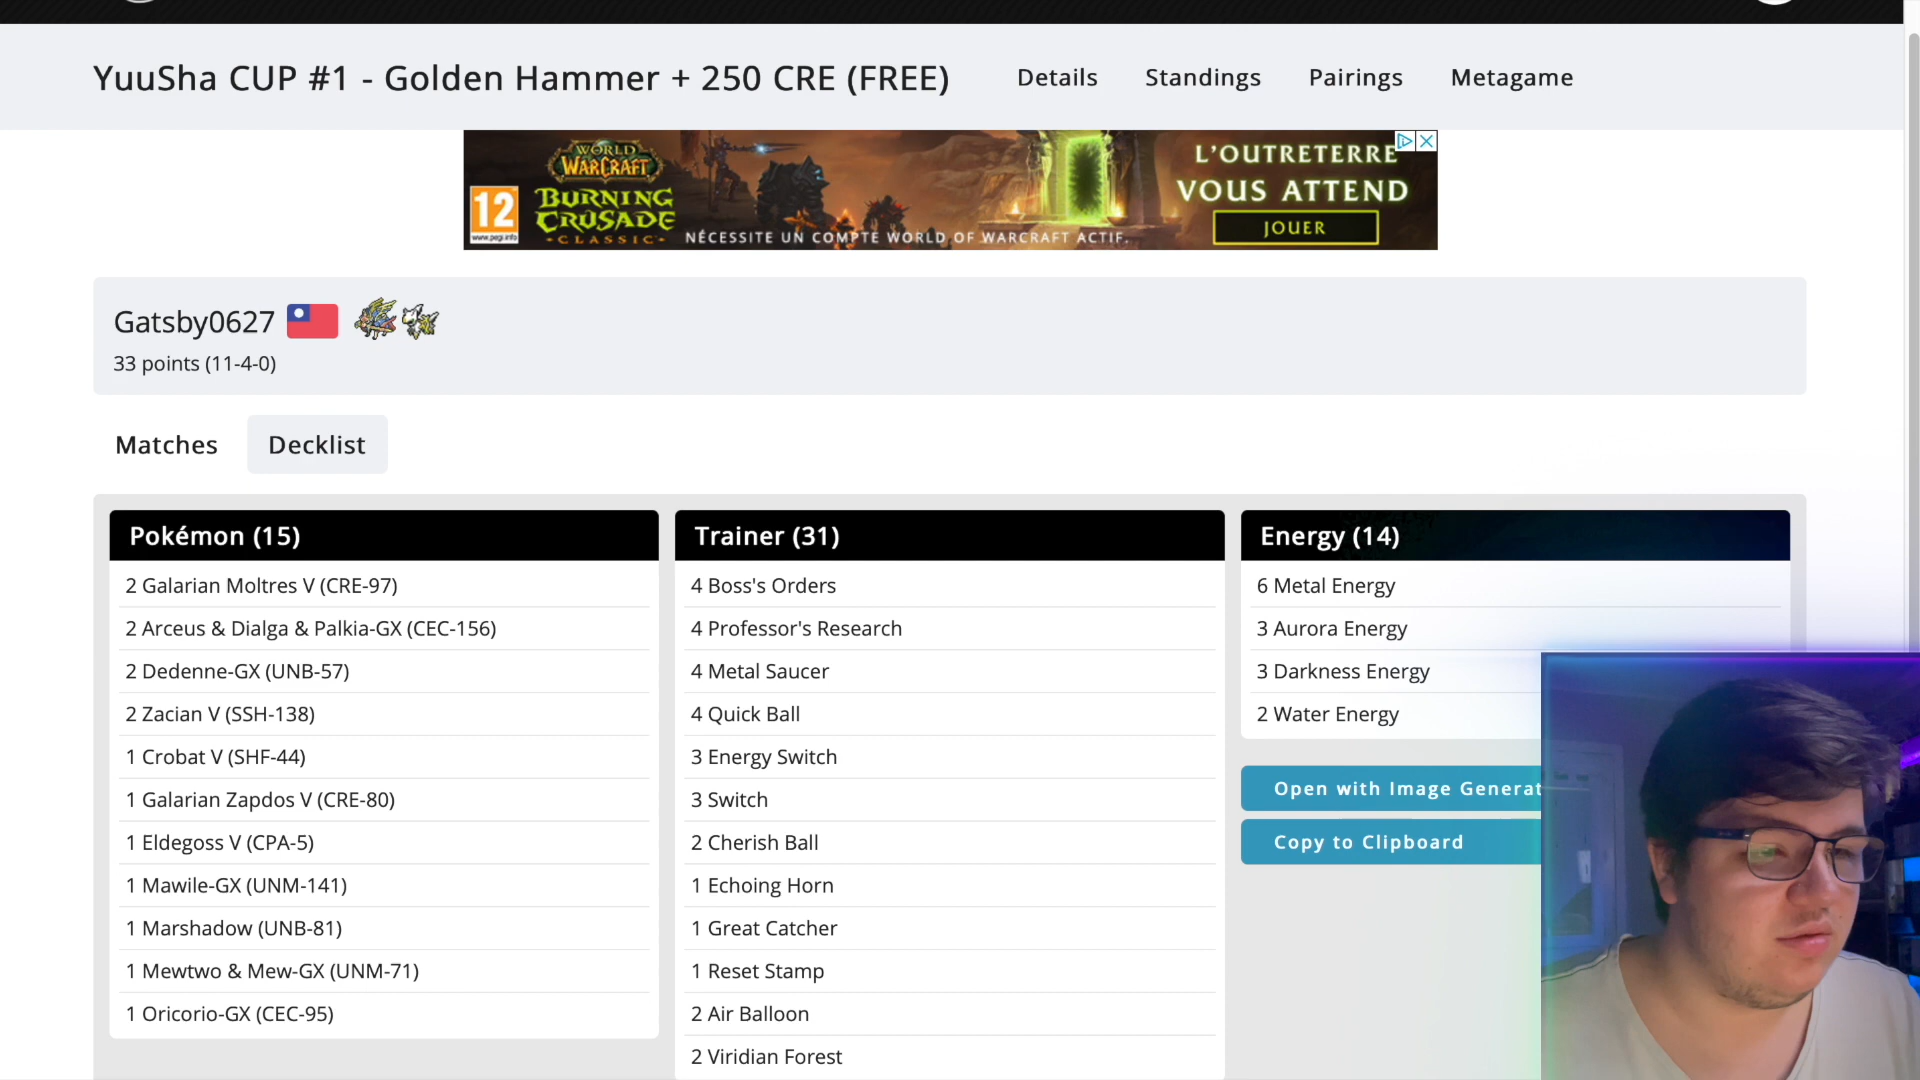 YuuSha CUP #1 - Golden Hammer + 250 CRE (FREE)
Details
Standings
Pairings
Metagame
WORLD
WARCRAFT
BURNING
CRUSADE
CLASSIC
12
www.pegi.info
NÉCESSITE UN COMPTE WORLD OF WARCRAFT ACTIF.
L'OUTRETERRE
VOUS ATTEND
JOUER
Gatsby0627
33 points (11-4-0)
Matches
Decklist
Pokémon (15)
2 Galarian Moltres V (CRE-97)
2 Arceus & Dialga & Palkia-GX (CEC-156)
2 Dedenne-GX (UNB-57)
2 Zacian V (SSH-138)
1 Crobat V (SHF-44)
1 Galarian Zapdos V (CRE-80)
1 Eldegoss V (CPA-5)
1 Mawile-GX (UNM-141)
1 Marshadow (UNB-81)
1 Mewtwo & Mew-GX (UNM-71)
1 Oricorio-GX (CEC-95)
Trainer (31)
4 Boss's Orders
4 Professor's Research
4 Metal Saucer
4 Quick Ball
3 Energy Switch
3 Switch
2 Cherish Ball
1 Echoing Horn
1 Great Catcher
1 Reset Stamp
2 Air Balloon
2 Viridian Forest
Energy (14)
6 Metal Energy
3 Aurora Energy
3 Darkness Energy
2 Water Energy
Open with Image Generat
Copy to Clipboard